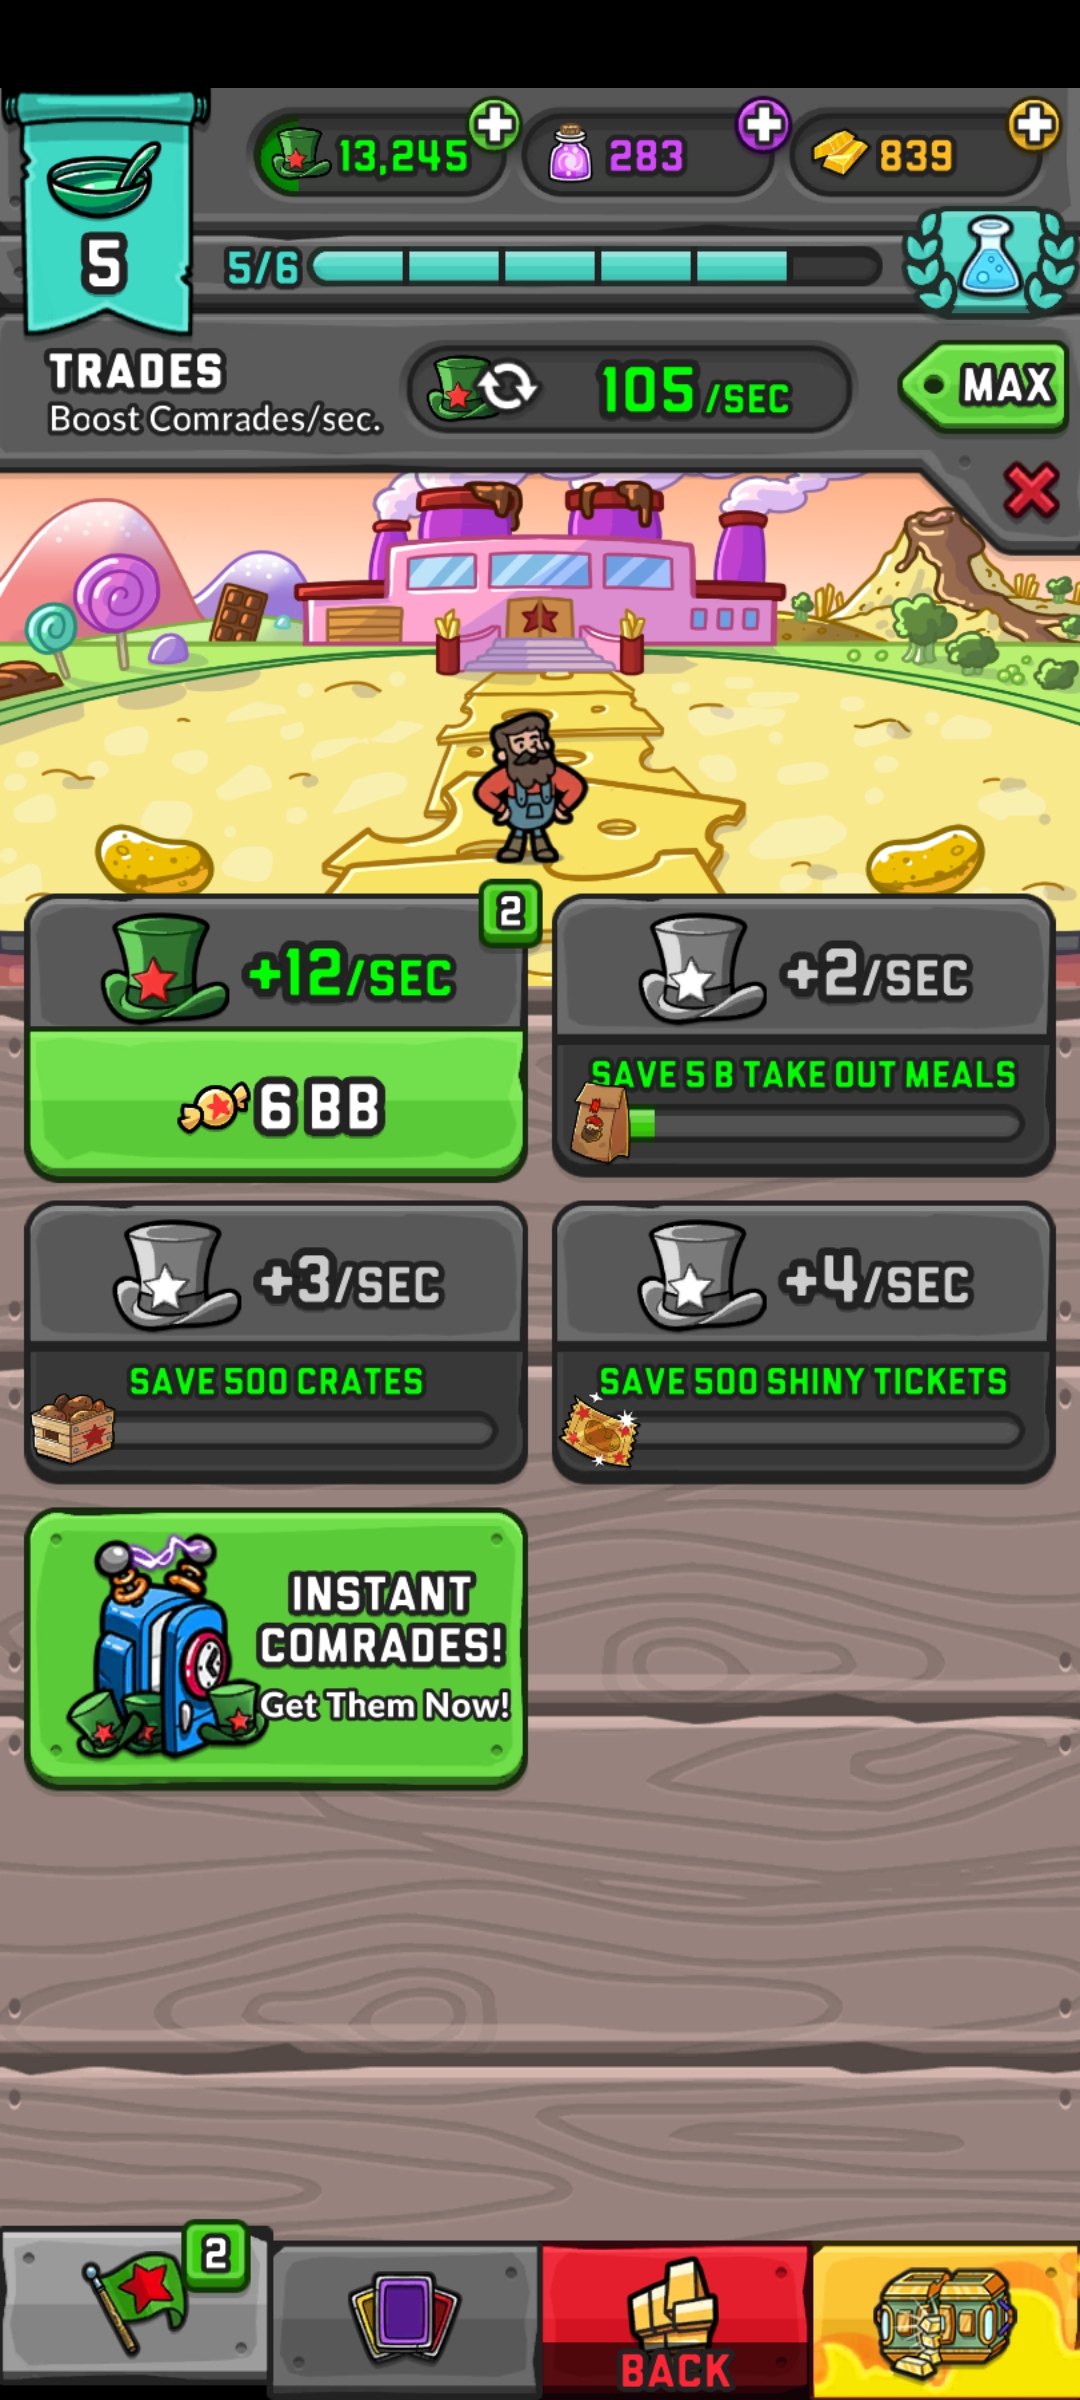 13,245
283
839
5
5/6
TRADES
Boost Comrades/sec.
105/SEC
MAX
2
+12/SEC
6 BB
+2/SEC
SAVE 5 B TAKE OUT MEALS
+3/SEC
SAVE 500 CRATES
+4/SEC
SAVE 500 SHINY TICKETS
INSTANT
COMRADES!
Get Them Now!
2
BACK